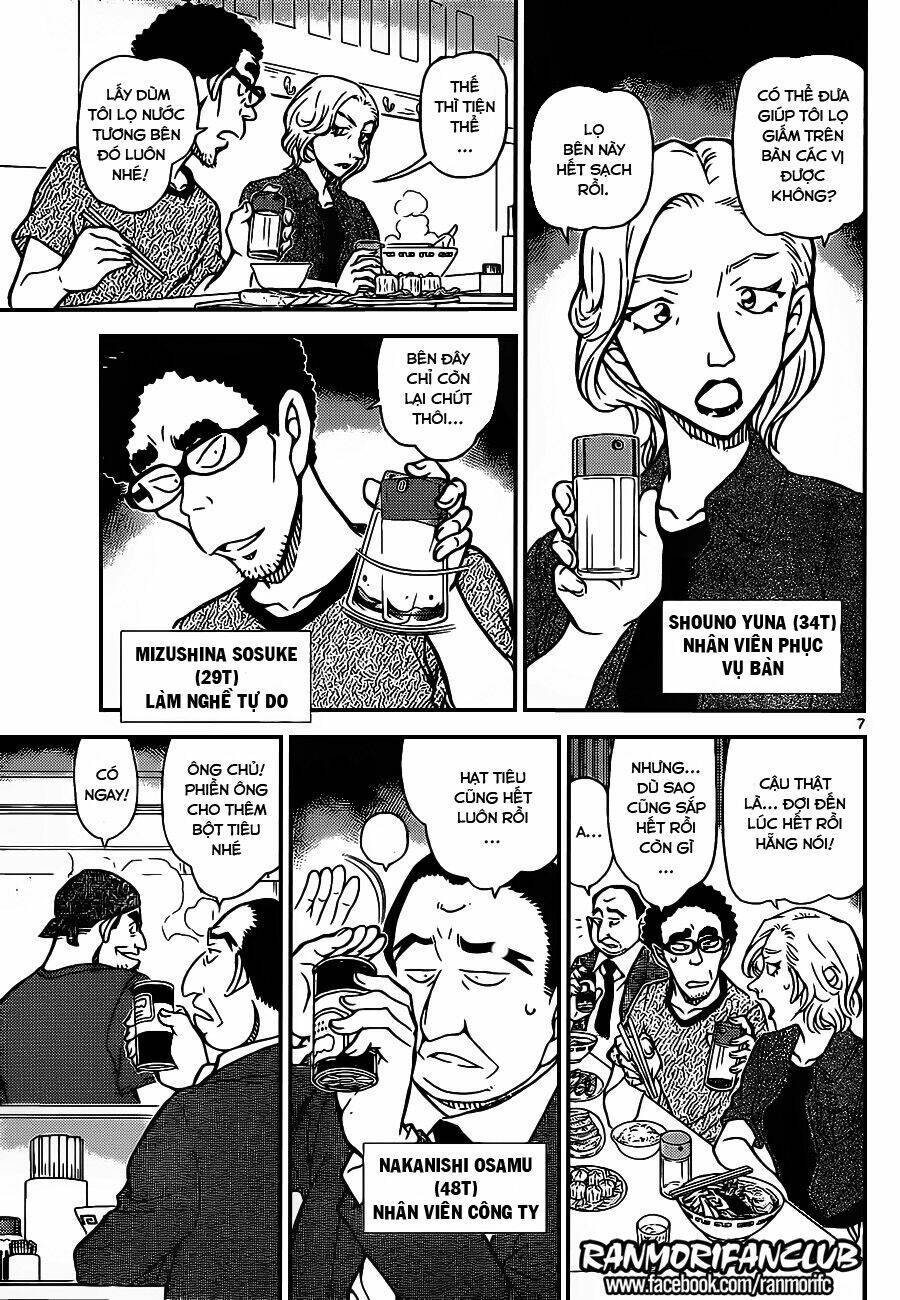 CÓ THỂ ĐƯA
GIÚP TÔI LỌ
GIẤM TRÊN
BÀN CÁC VỊ
ĐƯỢC
KHÔNG?
LỌ
BÊN NÀY
HẾT SẠCH
RỒI.
SHOUNO YUNA (34T)
NHÂN VIÊN PHỤC
VỤ BÀN
THẾ
THÌ TIỆN
THỂ
...
LẤY DÙM
TÔI LỌ NƯỚC
TƯƠNG BÊN
ĐÓ LUÔN
NHÉ!
BÊN ĐÂY
CHỈ CÒN
LẠI CHÚT
THÔI...
MIZUSHINA SOSUKE
(29T)
LÀM NGHỀ TỰ DO
7
CẬU THẬT
LÀ... ĐỢI ĐẾN
LÚC HẾT RỒI
HẴNG NÓI!
NHƯNG...
DÙ SAO
CŨNG SẮP
HẾT RỒI
CÒN GÌ
...
A...
HẠT TIÊU
CŨNG HẾT
LUÔN RỒI
...
NAKANISHI OSAMU
(48T)
NHÂN VIÊN CÔNG TY
ÔNG CHỦ!
PHIỀN ÔNG
CHO THÊM
BỘT TIÊU
NHÉ
CÓ
NGAY!
RANMORIFANCLUB
www.facebook.com/ranmorifc